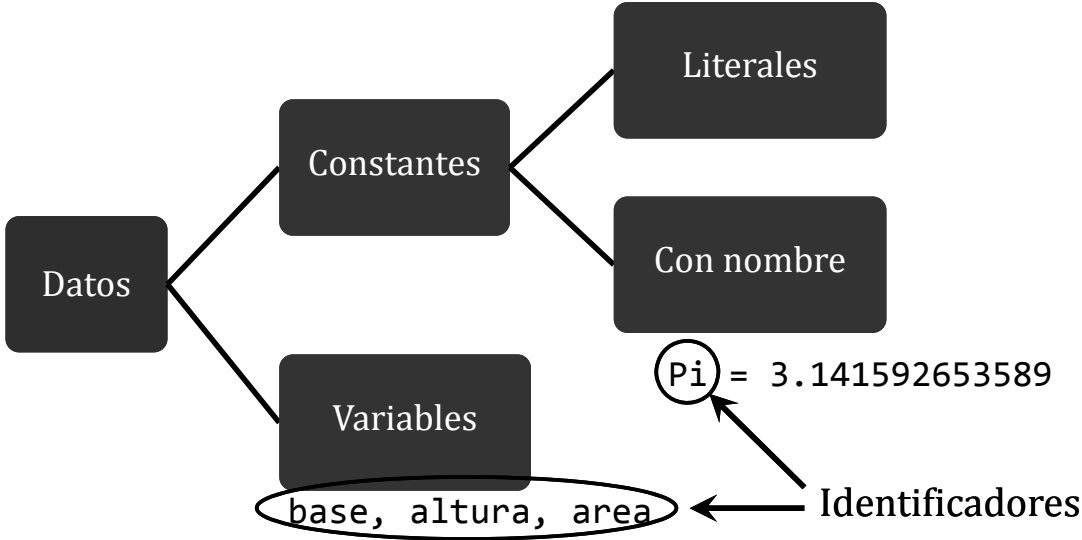 Literales
Constantes
Con nombre
Datos
Pi = 3.141592653589
Variables
Identificadores
base, altura, area